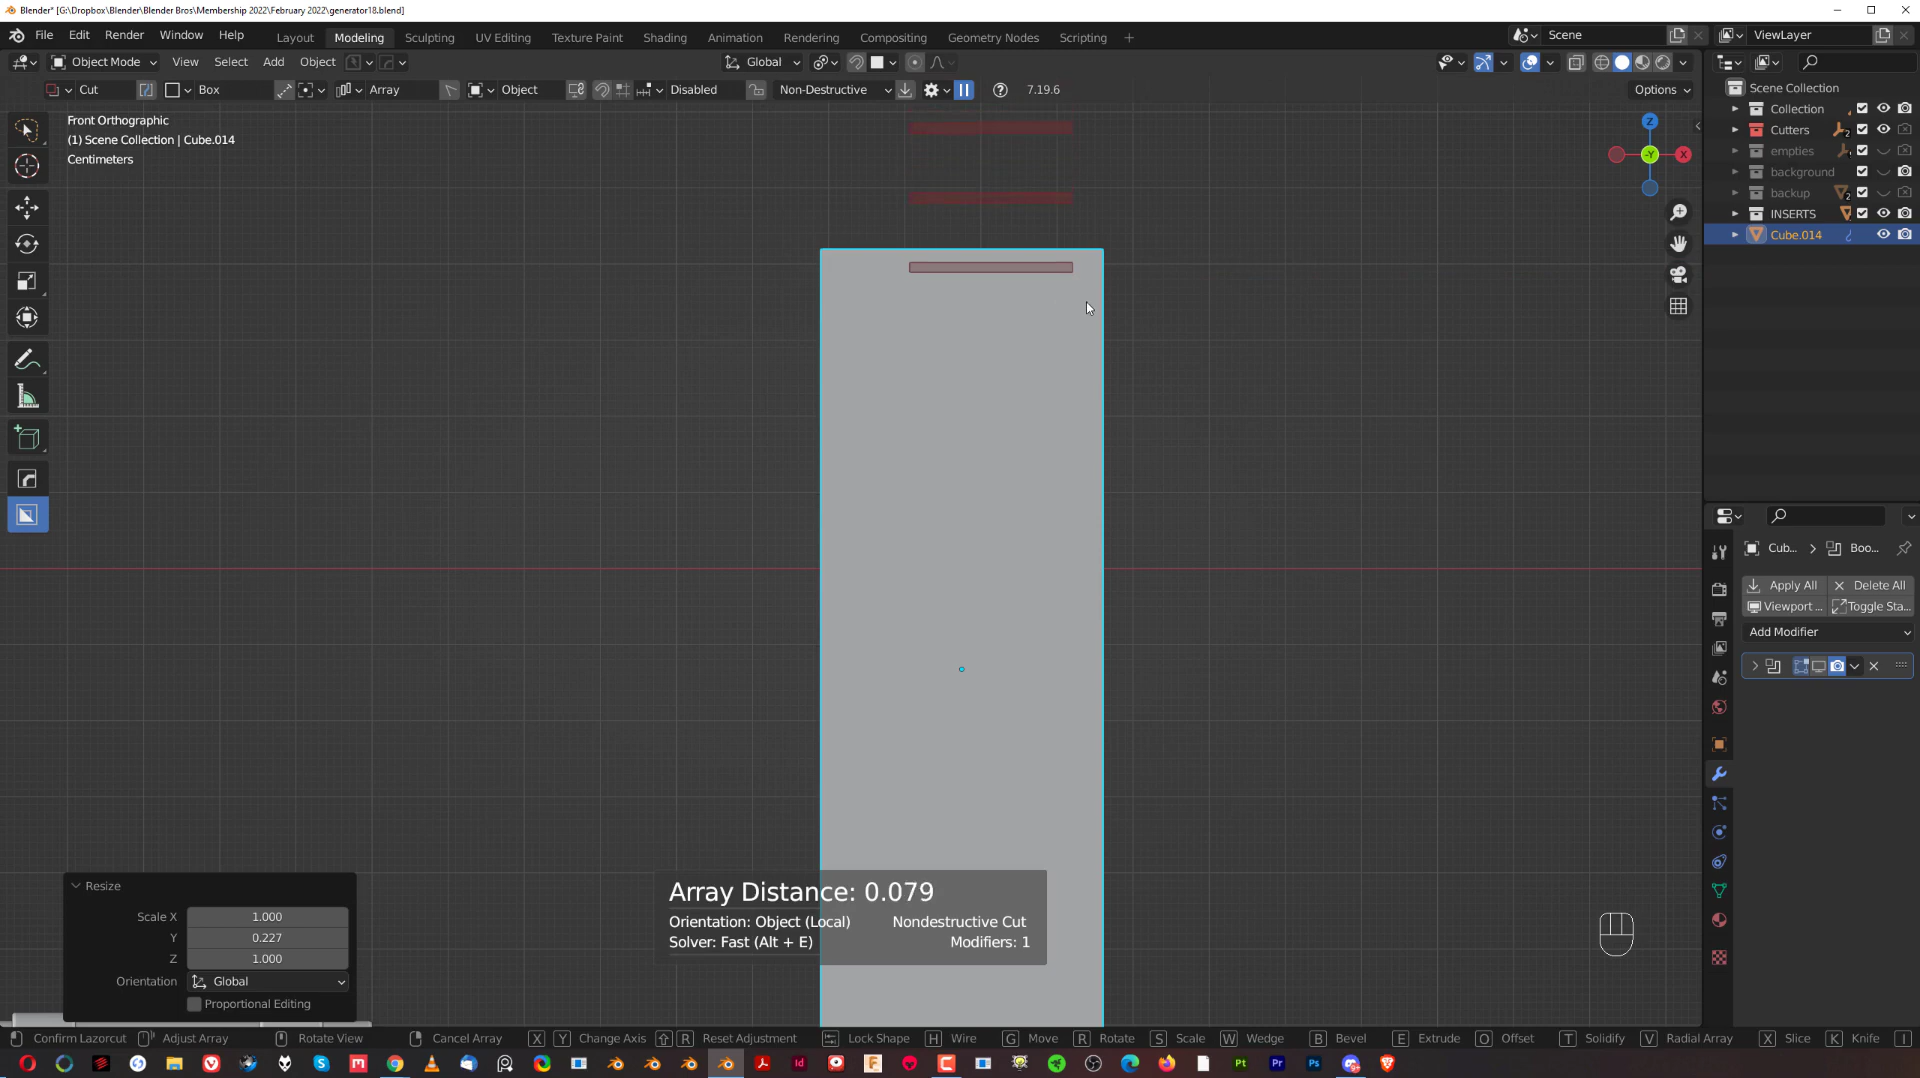 Blender* [G:\Dropbox\Blender\Blender Bros\Membership 2022\February 2022\generator18.blend]
File Edit Render Window Help Layout Modeling Sculpting UV Editing Texture Paint Shading Animation Rendering Compositing Geometry Nodes Scripting + Scene ViewLayer
Object Mode View Select Add Object Global
Cut Box Array Object Disabled Non-Destructive 7.19.6 Options
Front Orthographic
(1) Scene Collection | Cube.014
Centimeters
Z
-Y
X
Scene Collection
Collection
Cutters 2
empties
background
backup 2
INSERTS
Cube.014
Cub... > Boo...
Apply All Delete All
Viewport ... Toggle Sta...
Add Modifier
Resize
Scale X 1.000
Y 0.227
Z 1.000
Orientation Global
Proportional Editing
Array Distance: 0.079
Orientation: Object (Local) Nondestructive Cut
Solver: Fast (Alt + E) Modifiers: 1
Confirm Lazorcut Adjust Array Rotate View Cancel Array X Y Change Axis R Reset Adjustment Lock Shape H Wire G Move R Rotate S Scale W Wedge B Bevel E Extrude O Offset T Solidify V Radial Array X Slice K Knife I